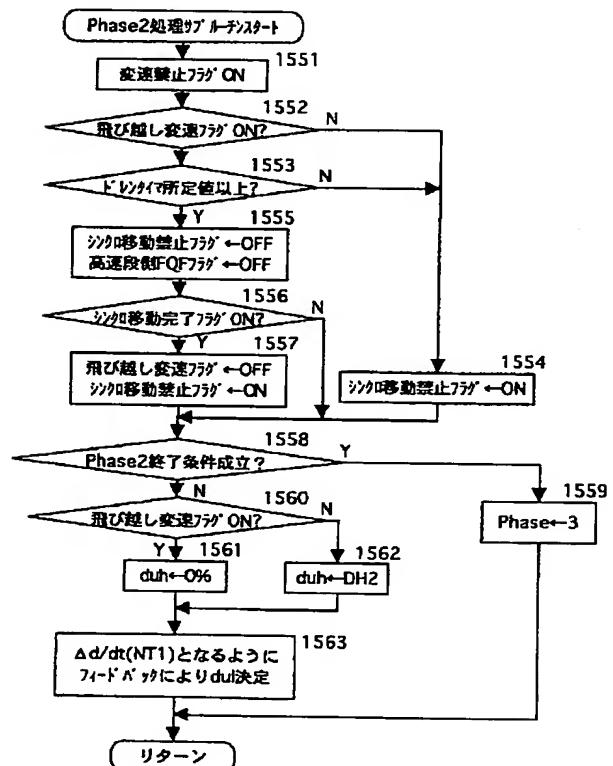 Phase2処理サブルーチンスタート
1551
変速禁止フラグON
1552
飛び越し変速フラグON?
N
1553
ドレンタイマ所定値以上?
N
Y
1555
シンクロ移動禁止フラグ←OFF
高速段側FQFフラグ←OFF
1556
シンクロ移動完了フラグON?
N
Y
1557
飛び越し変速フラグ←OFF
シンクロ移動禁止フラグ←ON
1554
シンクロ移動禁止フラグ←ON
1558
Phase2終了条件成立?
Y
N
1559
Phase←3
1560
飛び越し変速フラグON?
N
Y
1561
duh←0%
1562
duh←DH2
1563
Δd/dt(NT1)となるように
フィードバックによりdul決定
リターン